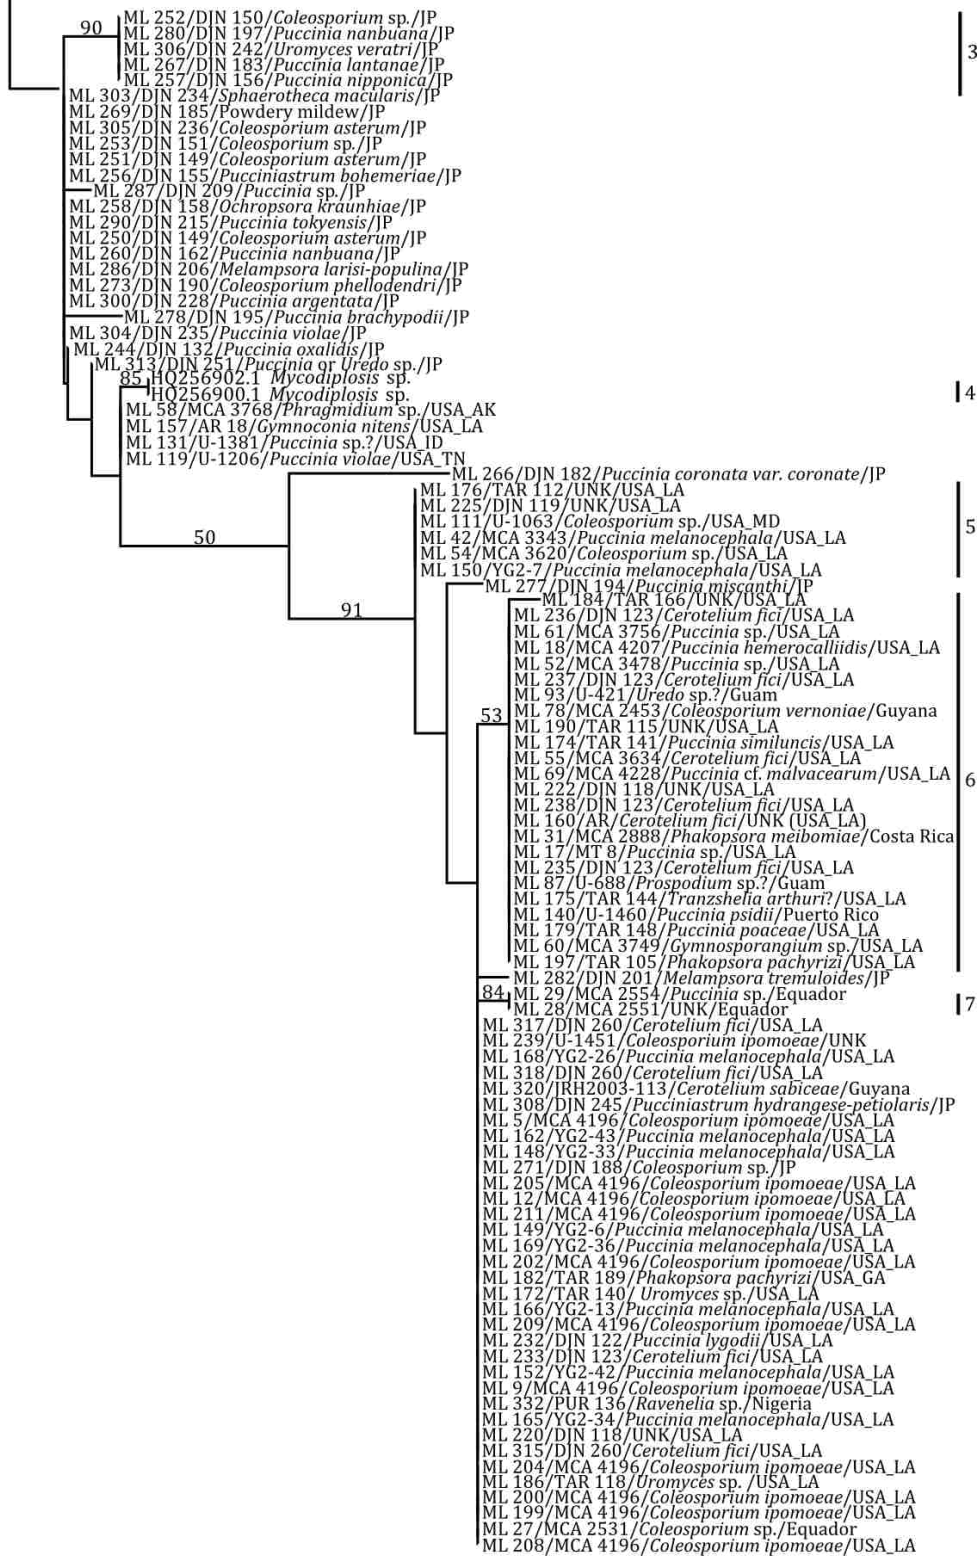 90
ML 252/DJN 150/Coleosporium sp./JP
ML 280/DJN 197/Puccinia nanbuana/JP
ML 306/DJN 242/Uromyces veratri/JP
3
ML 267/DJN 183/Puccinia lantanae/JP
ML 257/DJN 156/Puccinia nipponica/JP
ML 303/DJN 234/Sphaerotheca macularis/JP
ML 269/DJN 185/Powdery mildew/JP
ML 305/DJN 236/Coleosporium asterum/JP
ML 253/DJN 151/Coleosporium sp./JP
ML 251/DJN 149/Coleosporium asterum/JP
ML 256/DJN 155/Pucciniastrum bohemeriae/JP
ML 287/DJN 209/Puccinia sp./JP
ML 258/DJN 158/Ochropsora kraunhiae/JP
ML 290/DJN 215/Puccinia tokyensis/JP
ML 250/DJN 149/Coleosporium asterum/JP
ML 260/DJN 162/Puccinia nanbuana/JP
ML 286/DJN 206/Melampsora larisi-populina/JP
ML 273/DJN 190/Coleosporium phellodendri/JP
ML 300/DJN 228/Puccinia argentata/JP
ML 278/DJN 195/Puccinia brachypodii/JP
ML 304/DJN 235/Puccinia violae/JP
ML 244/DJN 132/Puccinia oxalidis/JP
ML 313/DJN 251/Puccinia or Uredo sp./JP
85
HQ256902.1 Mycodiplosis sp.
HQ256900.1 Mycodiplosis sp.
4
ML 58/MCA 3768/Phragmidium sp./USA_AK
ML 157/AR 18/Gymnoconia nitens/USA_LA
ML 131/U-1381/Puccinia sp.?/USA_ID
ML 119/U-1206/Puccinia violae/USA_TN
ML 266/DJN 182/Puccinia coronata var. coronate/JP
ML 176/TAR 112/UNK/USA_LA
ML 225/DJN 119/UNK/USA_LA
ML 111/U-1063/Coleosporium sp./USA_MD
5
50
ML 42/MCA 3343/Puccinia melanocephala/USA_LA
ML 54/MCA 3620/Coleosporium sp./USA_LA
ML 150/YG2-7/Puccinia melanocephala/USA_LA
ML 277/DJN 194/Puccinia miscanthi/JP
ML 184/TAR 166/UNK/USA_LA
91
ML 236/DJN 123/Cerotelium fici/USA_LA
ML 61/MCA 3756/Puccinia sp./USA_LA
ML 18/MCA 4207/Puccinia hemerocalliidis/USA_LA
ML 52/MCA 3478/Puccinia sp./USA_LA
ML 237/DJN 123/Cerotelium fici/USA_LA
ML 93/U-421/Uredo sp.?/Guam
53
ML 78/MCA 2453/Coleosporium vernoniae/Guyana
ML 190/TAR 115/UNK/USA_LA
ML 174/TAR 141/Puccinia similuncis/USA_LA
ML 55/MCA 3634/Cerotelium fici/USA_LA
ML 69/MCA 4228/Puccinia cf. malvacearum/USA_LA
6
ML 222/DJN 118/UNK/USA_LA
ML 238/DJN 123/Cerotelium fici/USA_LA
ML 160/AR/Cerotelium fici/UNK (USA_LA)
ML 31/MCA 2888/Phakopsora meibomiae/Costa Rica
ML 17/MT 8/Puccinia sp./USA_LA
ML 235/DJN 123/Cerotelium fici/USA_LA
ML 87/U-688/Prospodium sp.?/Guam
ML 175/TAR 144/Tranzshelia arthuri?/USA_LA
ML 140/U-1460/Puccinia psidii/Puerto Rico
ML 179/TAR 148/Puccinia poaceae/USA_LA
ML 60/MCA 3749/Gymnosporangium sp./USA_LA
ML 197/TAR 105/Phakopsora pachyrizi/USA_LA
ML 282/DJN 201/Melampsora tremuloides/JP
84
ML 29/MCA 2554/Puccinia sp./Equador
7
ML 28/MCA 2551/UNK/Equador
ML 317/DJN 260/Cerotelium fici/USA_LA
ML 239/U-1451/Coleosporium ipomoeae/UNK
ML 168/YG2-26/Puccinia melanocephala/USA_LA
ML 318/DJN 260/Cerotelium fici/USA_LA
ML 320/JRH2003-113/Cerotelium sabiceae/Guyana
ML 308/DJN 245/Pucciniastrum hydrangese-petiolaris/JP
ML 5/MCA 4196/Coleosporium ipomoeae/USA_LA
ML 162/YG2-43/Puccinia melanocephala/USA_LA
ML 148/YG2-33/Puccinia melanocephala/USA_LA
ML 271/DJN 188/Coleosporium sp./JP
ML 205/MCA 4196/Coleosporium ipomoeae/USA_LA
ML 12/MCA 4196/Coleosporium ipomoeae/USA_LA
ML 211/MCA 4196/Coleosporium ipomoeae/USA_LA
ML 149/YG2-6/Puccinia melanocephala/USA_LA
ML 169/YG2-36/Puccinia melanocephala/USA_LA
ML 202/MCA 4196/Coleosporium ipomoeae/USA_LA
ML 182/TAR 189/Phakopsora pachyrizi/USA_GA
ML 172/TAR 140/ Uromyces sp./USA_LA
ML 166/YG2-13/Puccinia melanocephala/USA_LA
ML 209/MCA 4196/Coleosporium ipomoeae/USA_LA
ML 232/DJN 122/Puccinia lygodii/USA_LA
ML 233/DJN 123/Cerotelium fici/USA_LA
ML 152/YG2-42/Puccinia melanocephala/USA_LA
ML 9/MCA 4196/Coleosporium ipomoeae/USA_LA
ML 332/PUR 136/Ravenelia sp./Nigeria
ML 165/YG2-34/Puccinia melanocephala/USA_LA
ML 220/DJN 118/UNK/USA_LA
ML 315/DJN 260/Cerotelium fici/USA_LA
ML 204/MCA 4196/Coleosporium ipomoeae/USA_LA
ML 186/TAR 118/Uromyces sp. /USA_LA
ML 200/MCA 4196/Coleosporium ipomoeae/USA_LA
ML 199/MCA 4196/Coleosporium ipomoeae/USA_LA
ML 27/MCA 2531/Coleosporium sp./Equador
ML 208/MCA 4196/Coleosporium ipomoeae/USA_LA